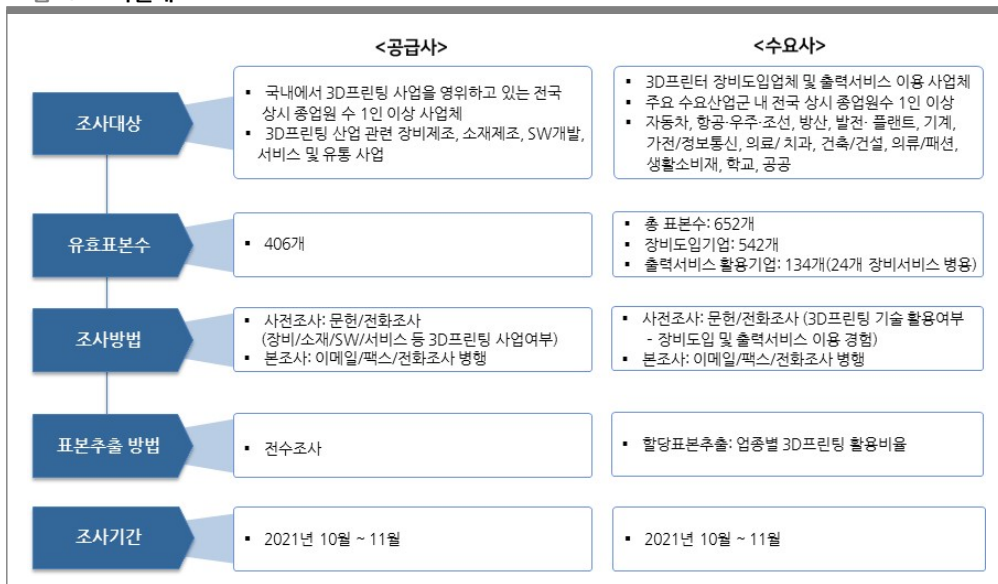 <공급사>
<수요사>
조사대상
▪ 국내에서 3D프린팅 사업을 영위하고 있는 전국
상시 종업원 수 1인 이상 사업체
▪ 3D프린팅 산업 관련 장비제조, 소재제조, SW개발,
서비스 및 유통 사업
▪ 3D프린터 장비도입업체 및 출력서비스 이용 사업체
▪ 주요 수요산업군 내 전국 상시 종업원수 1인 이상
▪ 자동차, 항공·우주·조선, 방산, 발전· 플랜트, 기계,
가전/정보통신, 의료/ 치과, 건축/건설, 의류/패션,
생활소비재, 학교, 공공
유효표본수
▪ 406개
▪ 총 표본수: 652개
▪ 장비도입기업: 542개
▪ 출력서비스 활용기업: 134개(24개 장비서비스 병용)
조사방법
▪ 사전조사: 문헌/전화조사
(장비/소재/SW/서비스 등 3D프린팅 사업여부)
▪ 본조사: 이메일/팩스/전화조사 병행
▪ 사전조사: 문헌/전화조사 (3D프린팅 기술 활용여부
- 장비도입 및 출력서비스 이용 경험)
▪ 본조사: 이메일/팩스/전화조사 병행
표본추출 방법
▪ 전수조사
▪ 할당표본추출: 업종별 3D프린팅 활용비율
조사기간
▪ 2021년 10월 ~ 11월
▪ 2021년 10월 ~ 11월